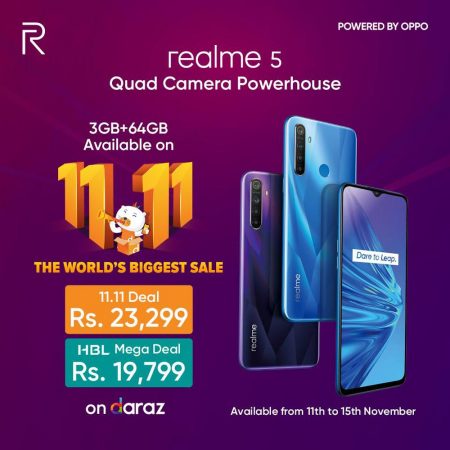 R
POWERED BY OPPO
realme 5
Quad Camera Powerhouse
3GB+64GB
Available on
11.11
THE WORLD'S BIGGEST SALE
11.11 Deal
Rs. 23,299
HBL Mega Deal
Rs. 19,799
on daraz
realme
realme
Dare to Leap.
Available from 11th to 15th November